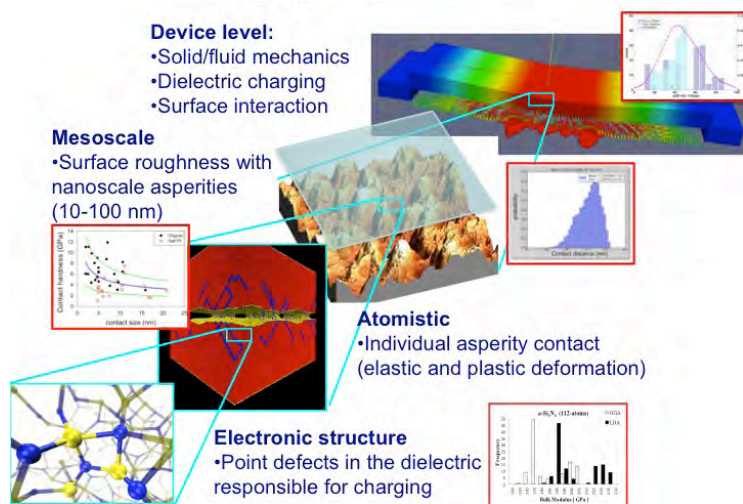 Device level:
•Solid/fluid mechanics
•Dielectric charging
•Surface interaction
Mesoscale
•Surface roughness with
nanoscale asperities
(10-100 nm)
Contact hardness (GPa)
contact size (nm)
probability
Contact distance (nm)
Atomistic
•Individual asperity contact
(elastic and plastic deformation)
Electronic structure
•Point defects in the dielectric
responsible for charging
(112-atoms)
GGA
LDA
Frequency
Bulk Modulus [GPa]